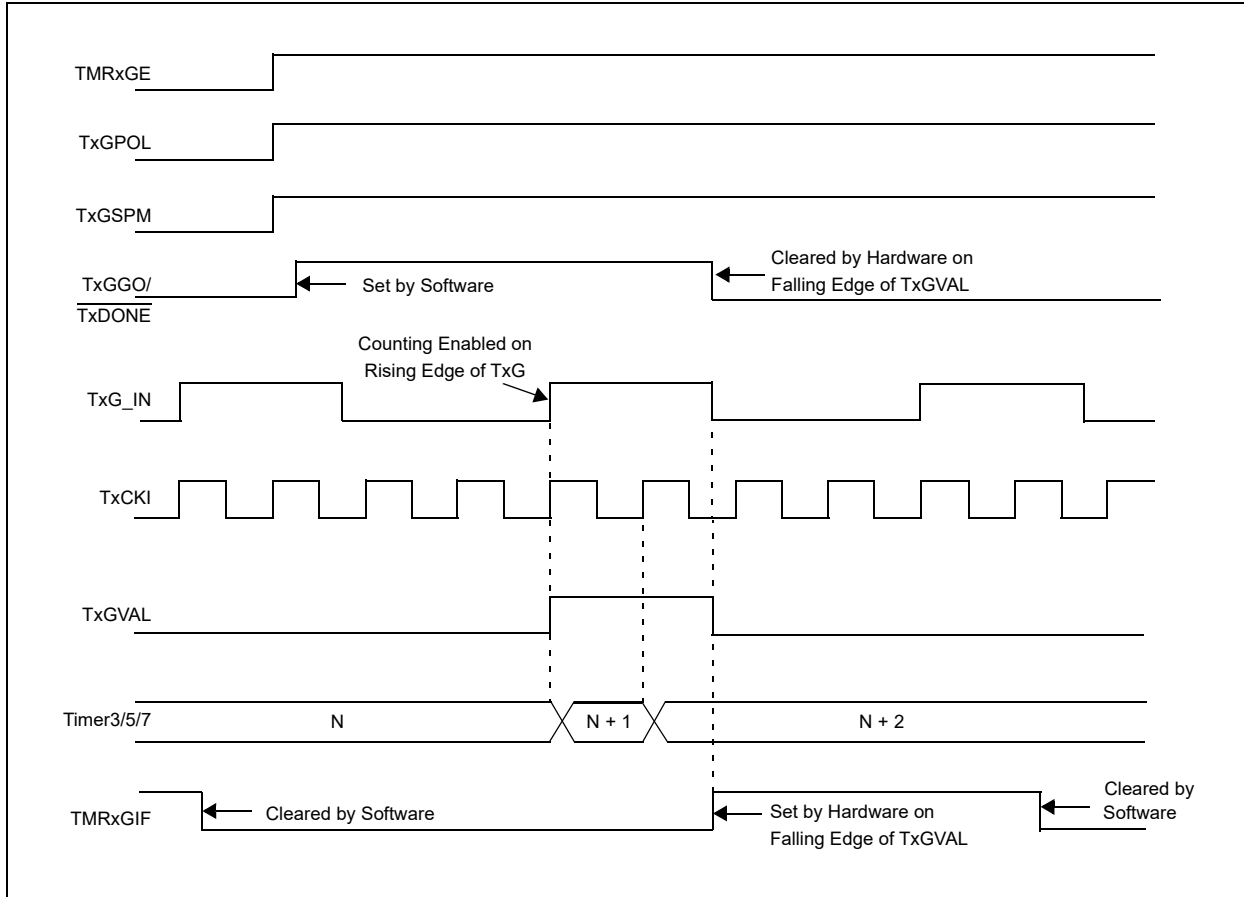 TMRxGE
TxGPOL
TxGSPM
TxGGO/
TxDONE
Set by Software
Cleared by Hardware on
Falling Edge of TxGVAL
Counting Enabled on
Rising Edge of TxG
TxG_IN
TxCKI
TxGVAL
Timer3/5/7
N
N + 1
N + 2
TMRxGIF
Cleared by Software
Set by Hardware on
Falling Edge of TxGVAL
Cleared by
Software